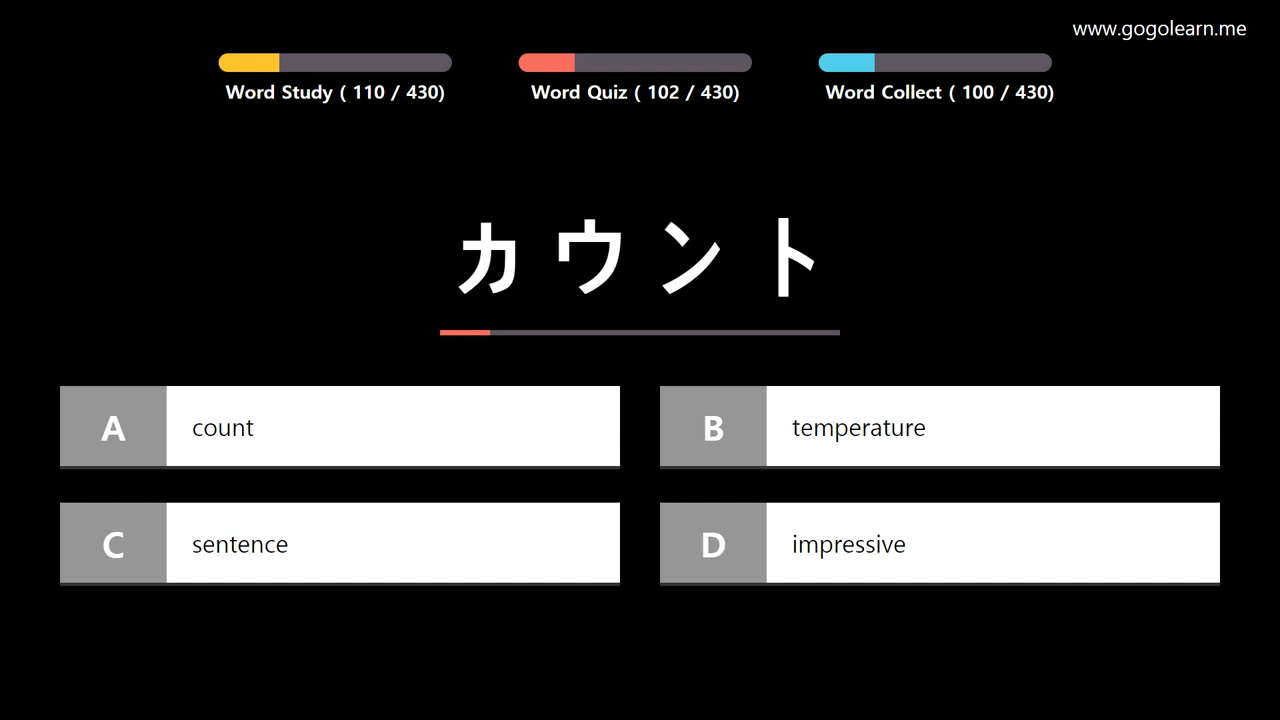 www.gogolearn.me
Word Study ( 110 / 430)
Word Quiz ( 102 / 430)
Word Collect ( 100 / 430)
カウント
A count
B temperature
C sentence
D impressive